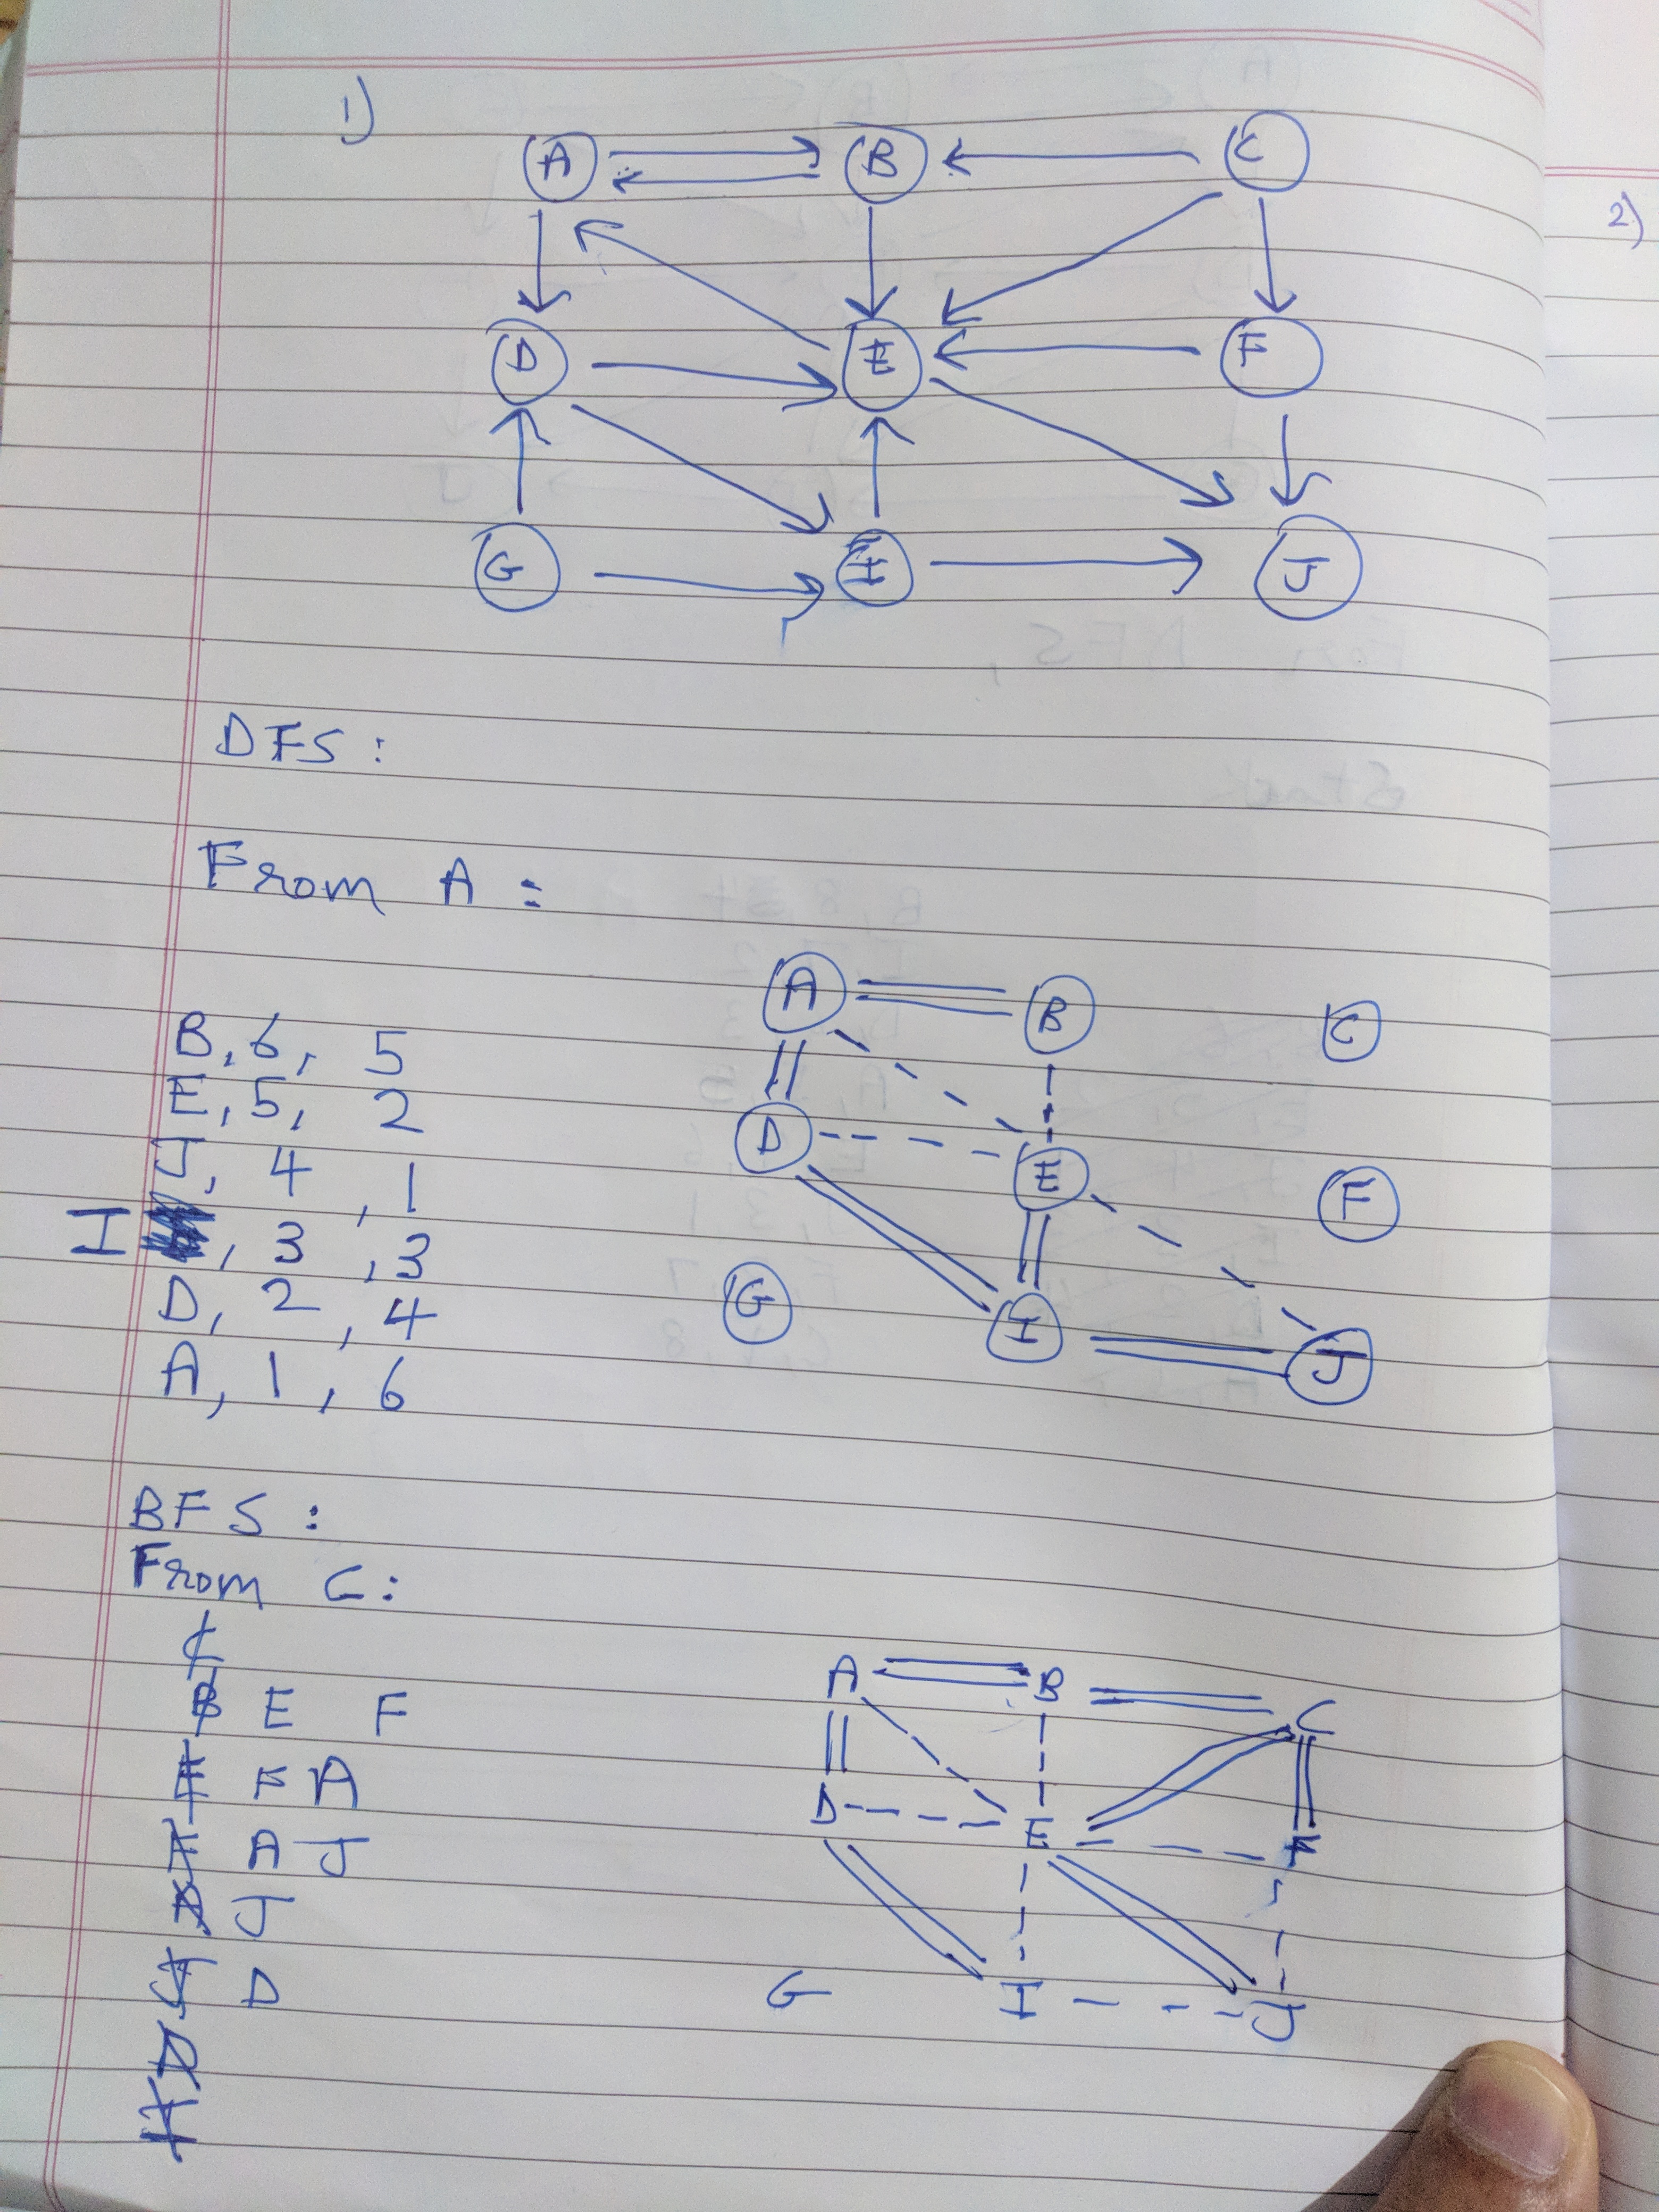 1)
A B C
2)
D E F
G I J
DFS :
From A :
A B C
B, 6, 5
E, 5, 2
D E F
J, 4, 1
I , 3, 3
G I J
D, 2, 4
A, 1, 6
BFS :
From C :
C
A B C
B E F
E F A
D E F
F A J
A J
J D
G I J
D